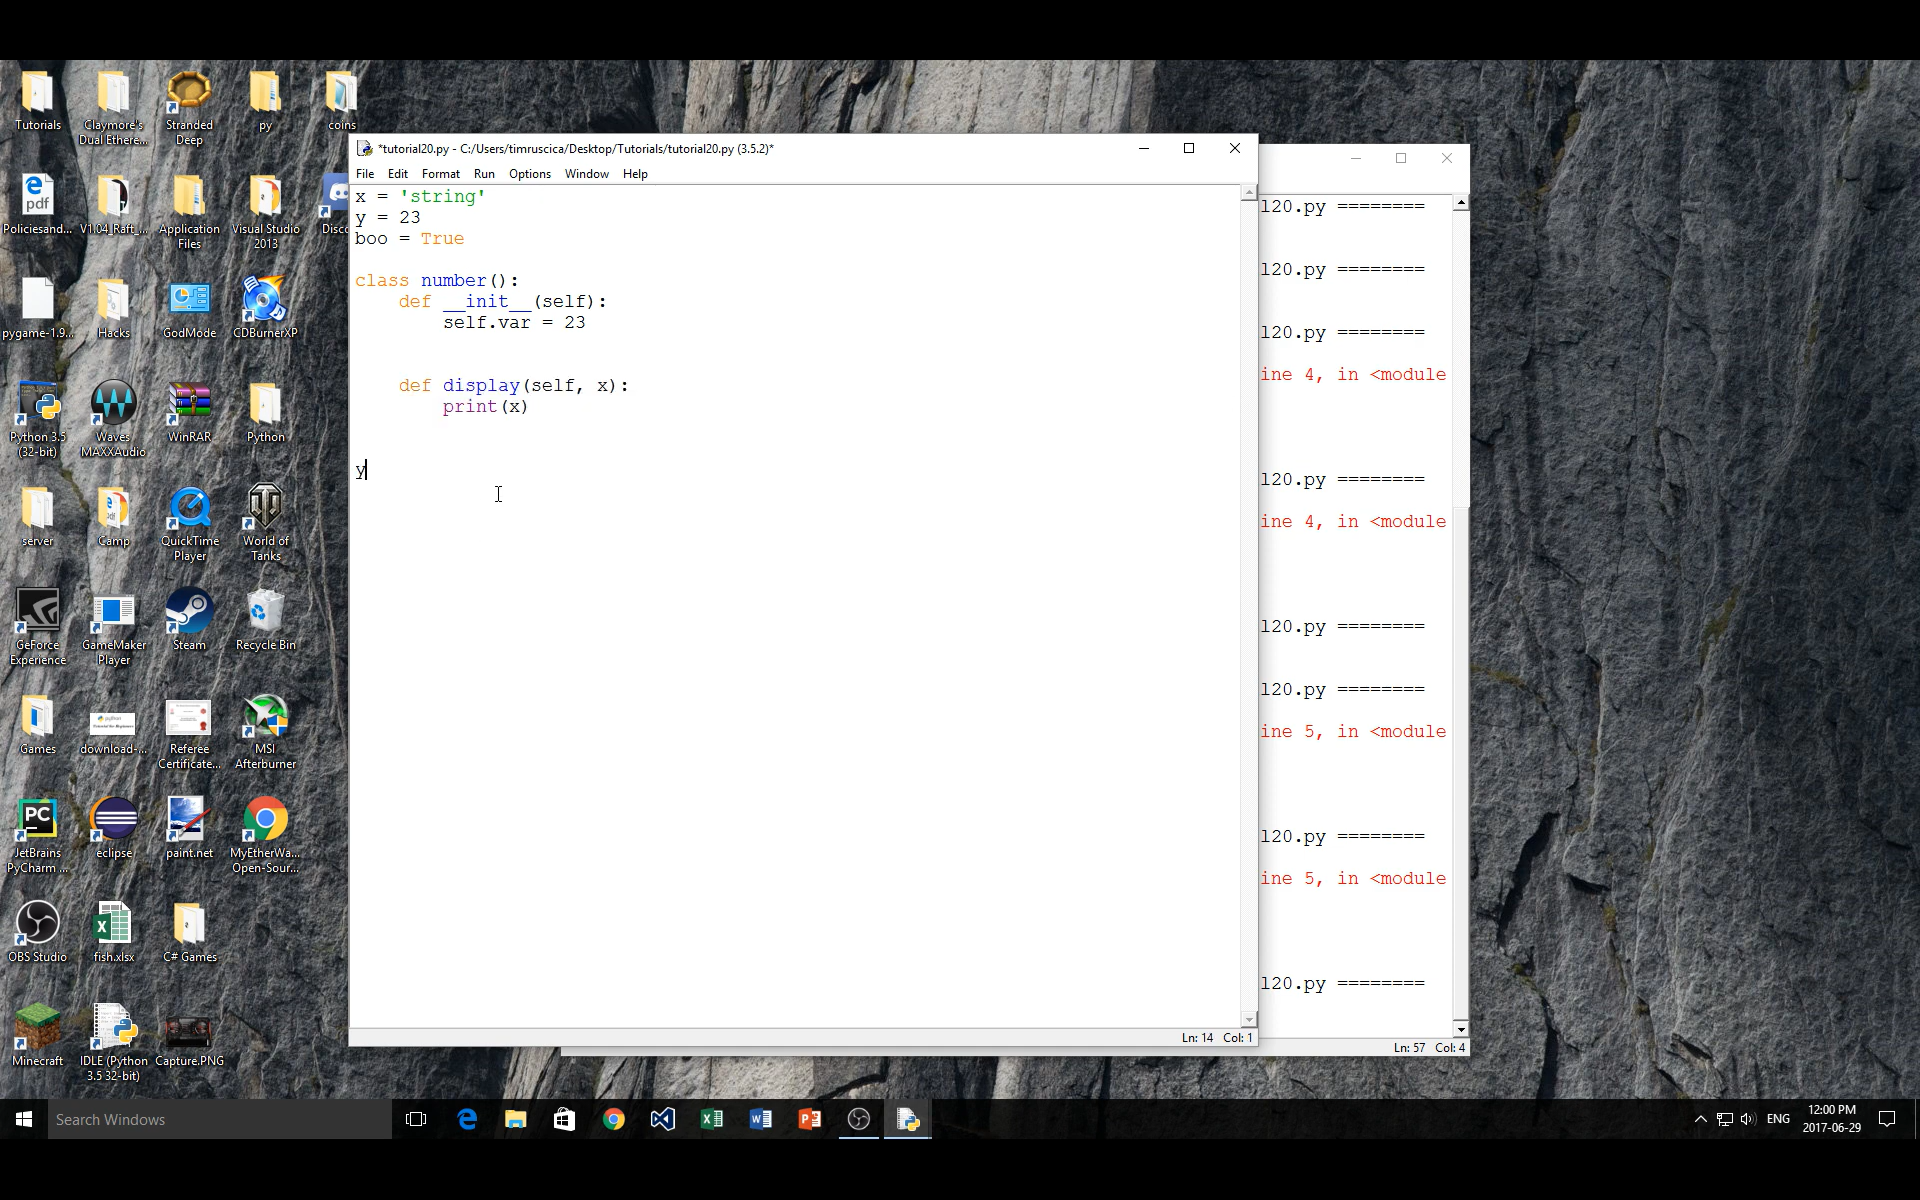 Tutorials
Claymore's
Dual Ethere...
Stranded
Deep
py
coins
Policiesand...
V1.04_Raft_...
Application
Files
Visual Studio
2013
Disco
pygame-1.9...
Hacks
GodMode
CDBurnerXP
Python 3.5
(32-bit)
Waves
MAXXAudio
WinRAR
Python
server
Camp
QuickTime
Player
World of
Tanks
GeForce
Experience
GameMaker
Player
Steam
Recycle Bin
Games
download-...
Referee
Certificate...
MSI
Afterburner
JetBrains
PyCharm ...
eclipse
paint.net
MyEtherWa...
Open-Sour...
OBS Studio
fish.xlsx
C# Games
Minecraft
IDLE (Python
3.5 32-bit)
Capture.PNG
*tutorial20.py - C:/Users/timruscica/Desktop/Tutorials/tutorial20.py (3.5.2)*
File Edit Format Run Options Window Help
x = 'string'
y = 23
boo = True
class number():
def __init__(self):
self.var = 23
def display(self, x):
print(x)
y
Ln: 14 Col: 1
l20.py ========
l20.py ========
l20.py ========
ine 4, in <module
l20.py ========
ine 4, in <module
l20.py ========
l20.py ========
ine 5, in <module
l20.py ========
ine 5, in <module
l20.py ========
Ln: 57 Col: 4
Search Windows
ENG
12:00 PM
2017-06-29